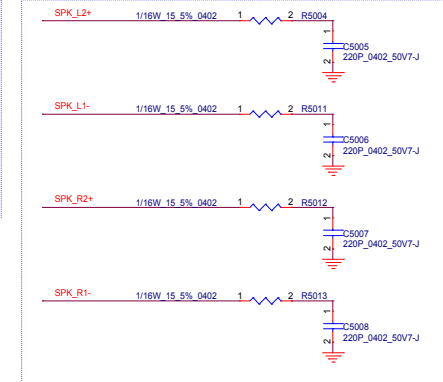 SPK_L2+ 1/16W_15_5%_0402 1 2 R5004
1
C5005
220P_0402_50V7-J
2
SPK_L1- 1/16W_15_5%_0402 1 2 R5011
1
C5006
220P_0402_50V7-J
2
SPK_R2+ 1/16W_15_5%_0402 1 2 R5012
1
C5007
220P_0402_50V7-J
2
SPK_R1- 1/16W_15_5%_0402 1 2 R5013
1
C5008
220P_0402_50V7-J
2